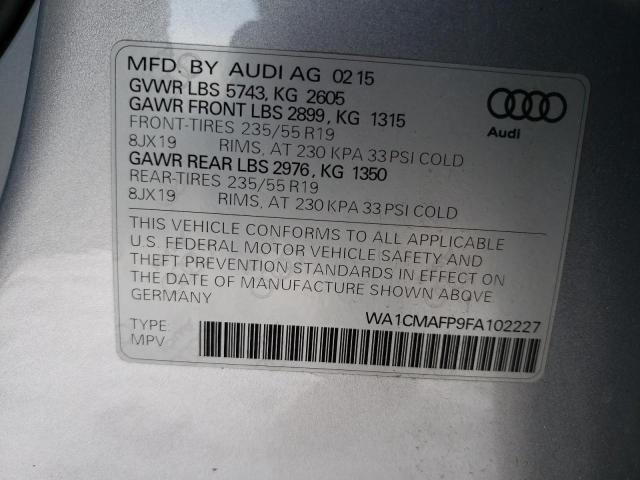 MFD. BY AUDI AG 02 15
GVWR LBS 5743, KG 2605
GAWR FRONT LBS 2899, KG 1315
FRONT-TIRES 235/55 R19
8JX19 RIMS, AT 230 KPA 33 PSI COLD
GAWR REAR LBS 2976, KG 1350
REAR-TIRES 235/55 R19
8JX19 RIMS, AT 230 KPA 33 PSI COLD
Audi
THIS VEHICLE CONFORMS TO ALL APPLICABLE
U.S. FEDERAL MOTOR VEHICLE SAFETY AND
THEFT PREVENTION STANDARDS IN EFFECT ON
THE DATE OF MANUFACTURE SHOWN ABOVE.
GERMANY
WA1CMAFP9FA102227
TYPE
MPV